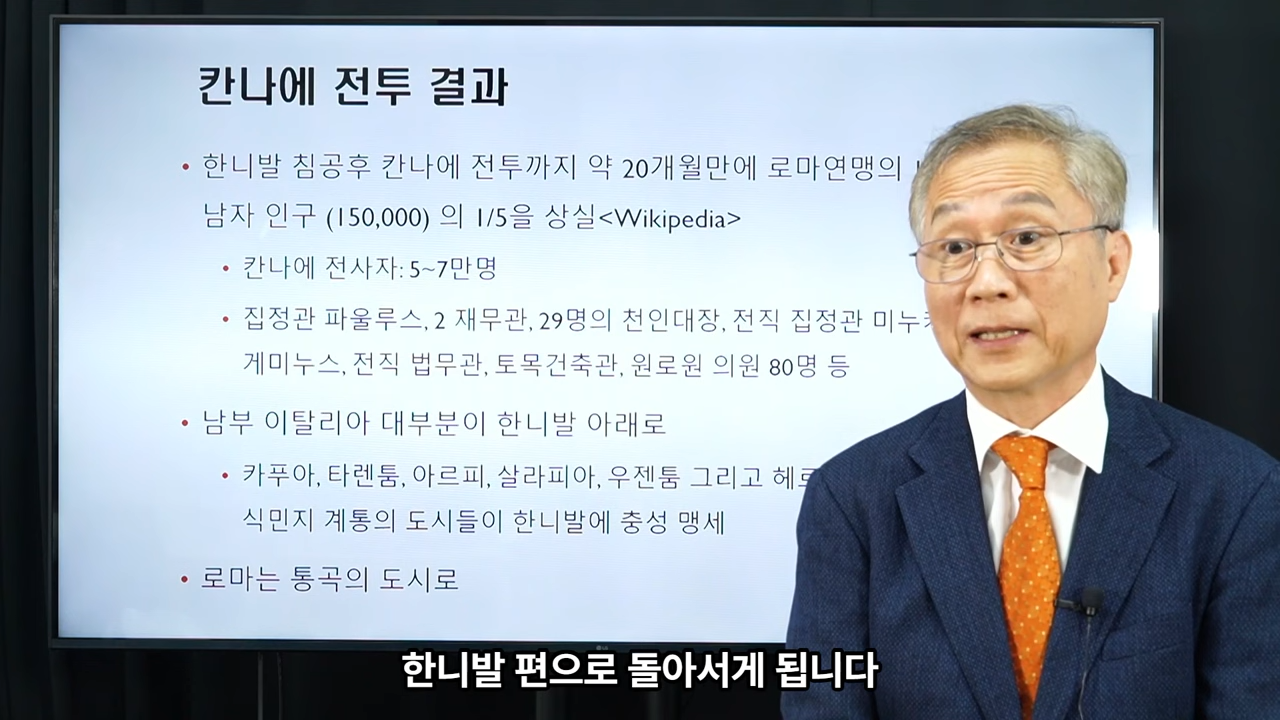 칸나에 전투 결과
• 한니발 침공후 칸나에 전투까지 약 20개월만에 로마연맹의
남자 인구 (150,000) 의 1/5을 상실<Wikipedia>
• 칸나에 전사자: 5~7만명
• 집정관 파울루스, 2 재무관, 29명의 천인대장, 전직 집정관 미누
게미누스, 전직 법무관, 토목건축관, 원로원 의원 80명 등
• 남부 이탈리아 대부분이 한니발 아래로
• 카푸아, 타렌툼, 아르피, 살라피아, 우젠툼 그리고
식민지 계통의 도시들이 한니발에 충성 맹세
• 로마는 통곡의 도시로
한니발 편으로 돌아서게 됩니다